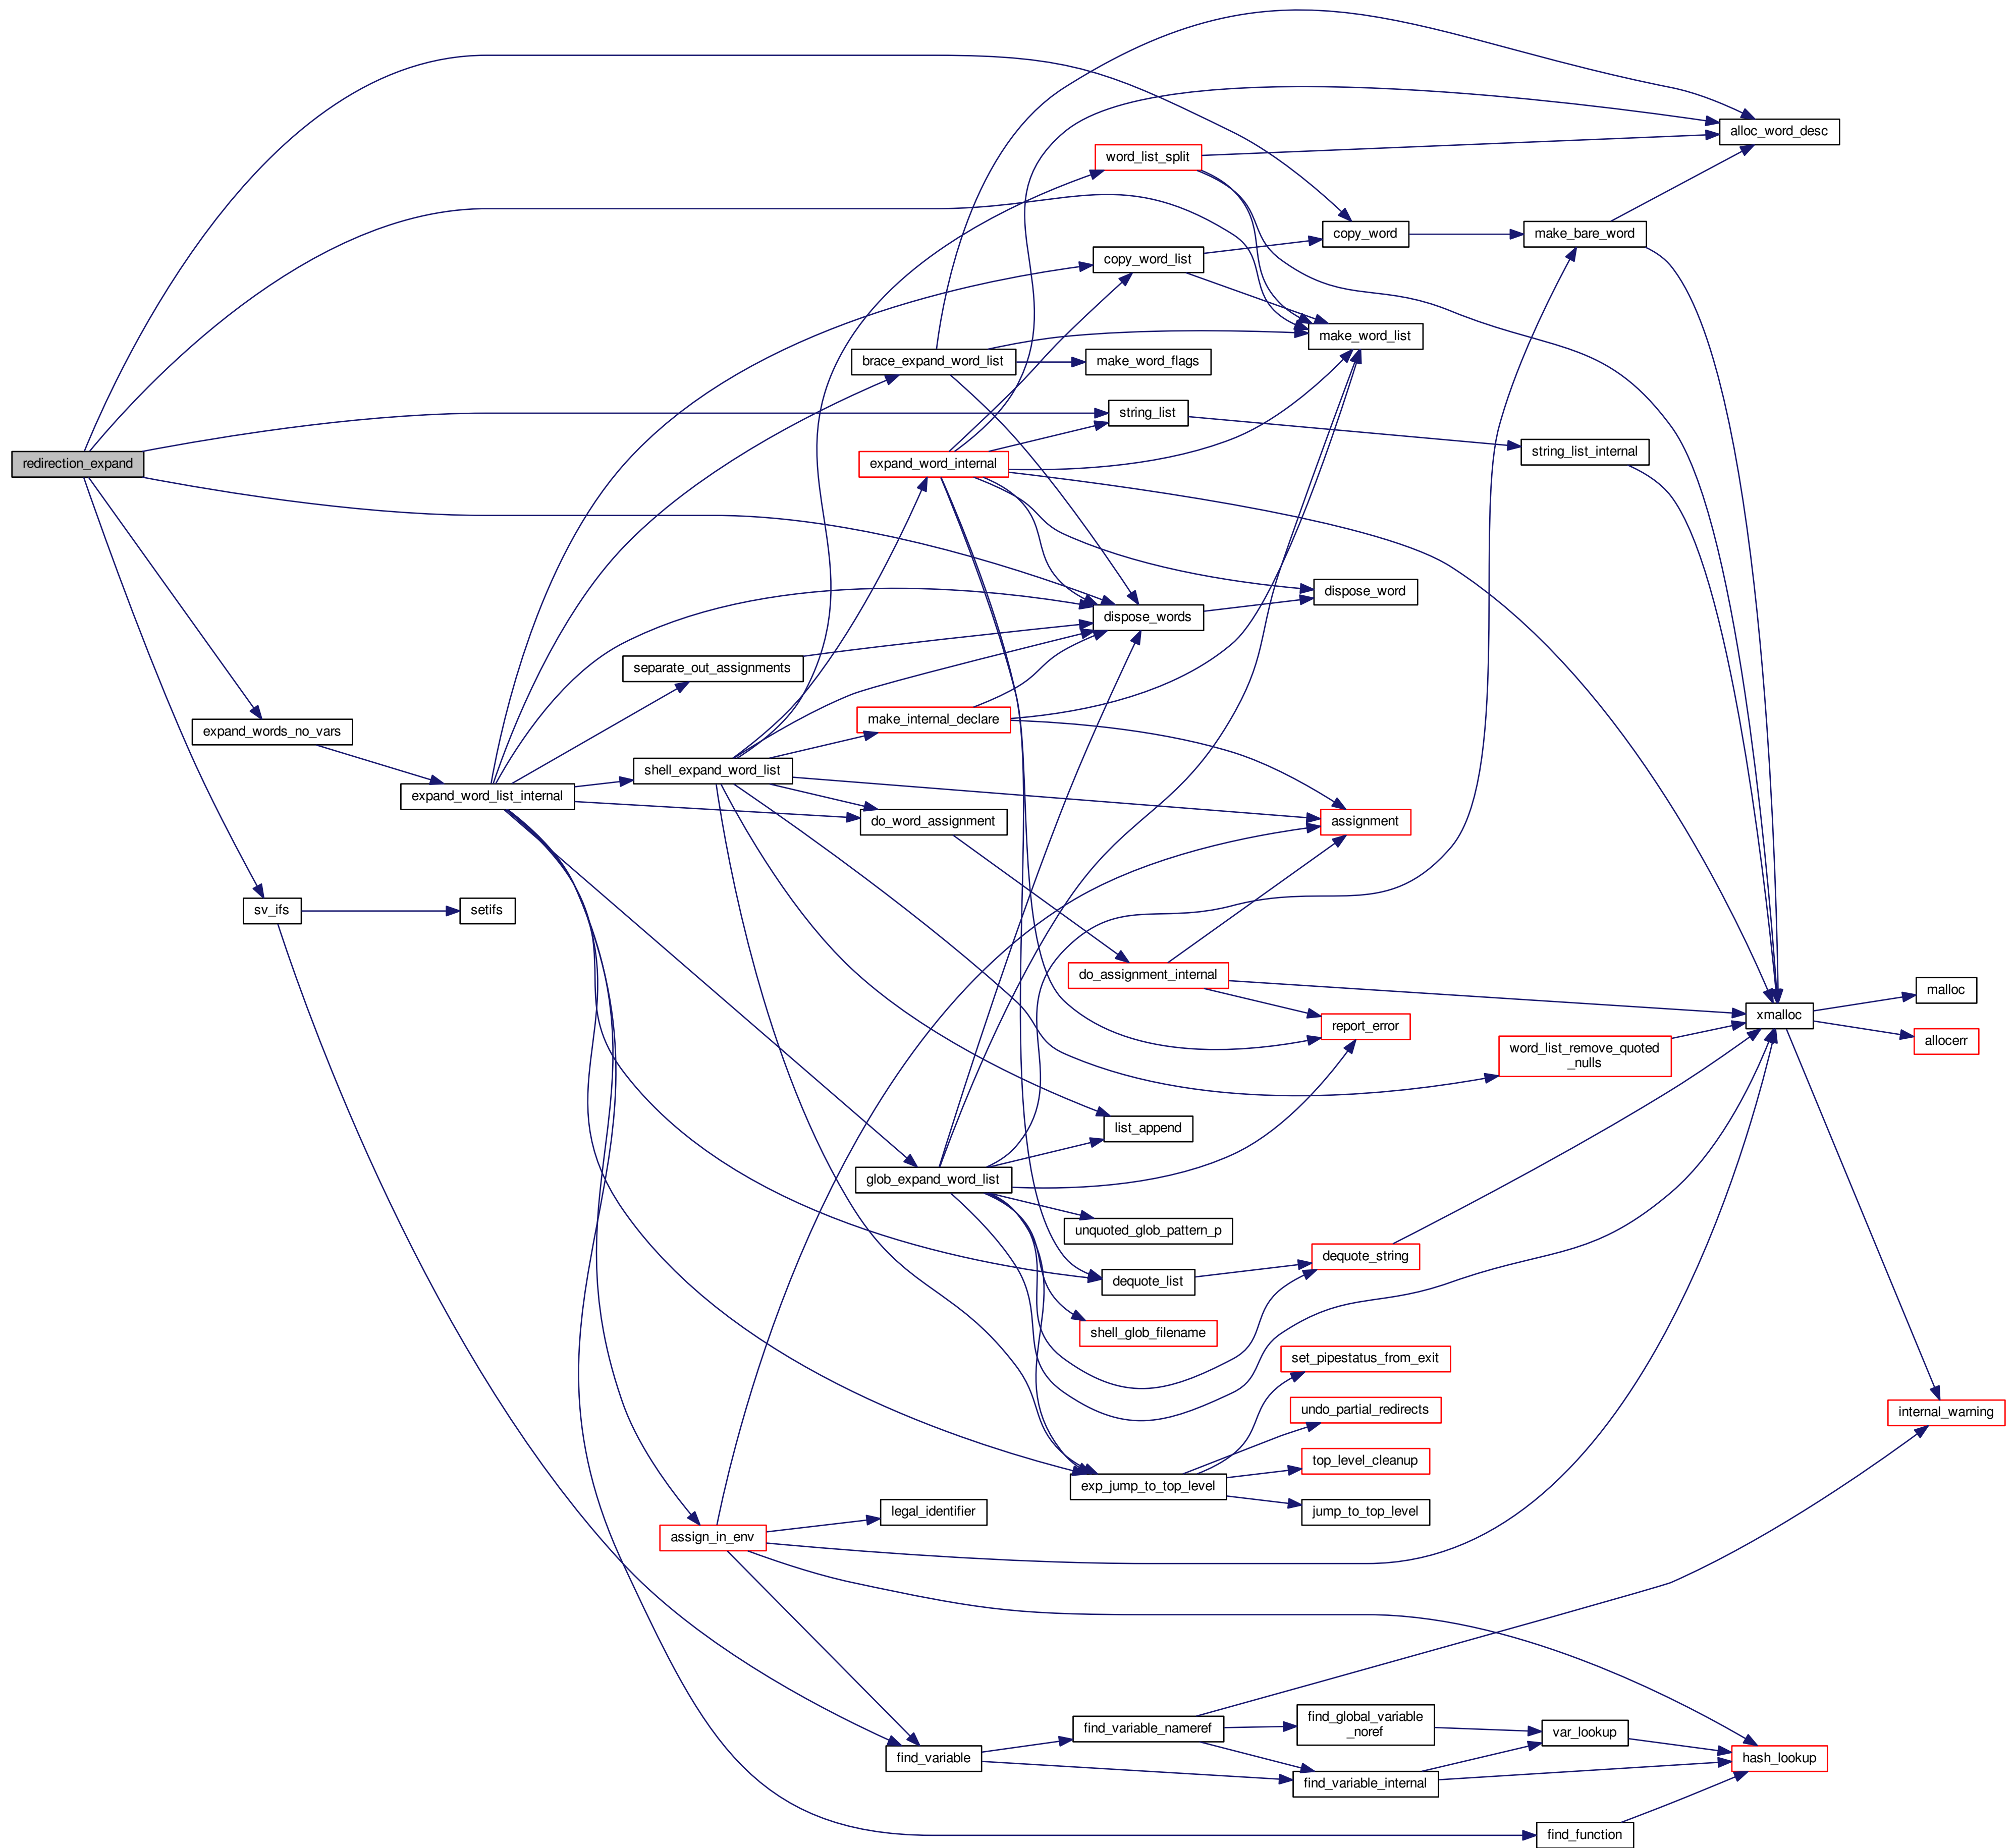 alloc_word_desc
word_list_split
copy_word
make_bare_word
copy_word_list
make_word_list
brace_expand_word_list
make_word_flags
string_list
string_list_internal
redirection_expand
expand_word_internal
dispose_word
dispose_words
separate_out_assignments
make_internal_declare
expand_words_no_vars
shell_expand_word_list
expand_word_list_internal
do_word_assignment
assignment
sv_ifs
setifs
do_assignment_internal
malloc
xmalloc
report_error
allocerr
word_list_remove_quoted
_nulls
list_append
glob_expand_word_list
unquoted_glob_pattern_p
dequote_string
dequote_list
shell_glob_filename
set_pipestatus_from_exit
undo_partial_redirects
internal_warning
top_level_cleanup
exp_jump_to_top_level
jump_to_top_level
legal_identifier
assign_in_env
find_variable_nameref
find_global_variable
_noref
var_lookup
find_variable
hash_lookup
find_variable_internal
find_function